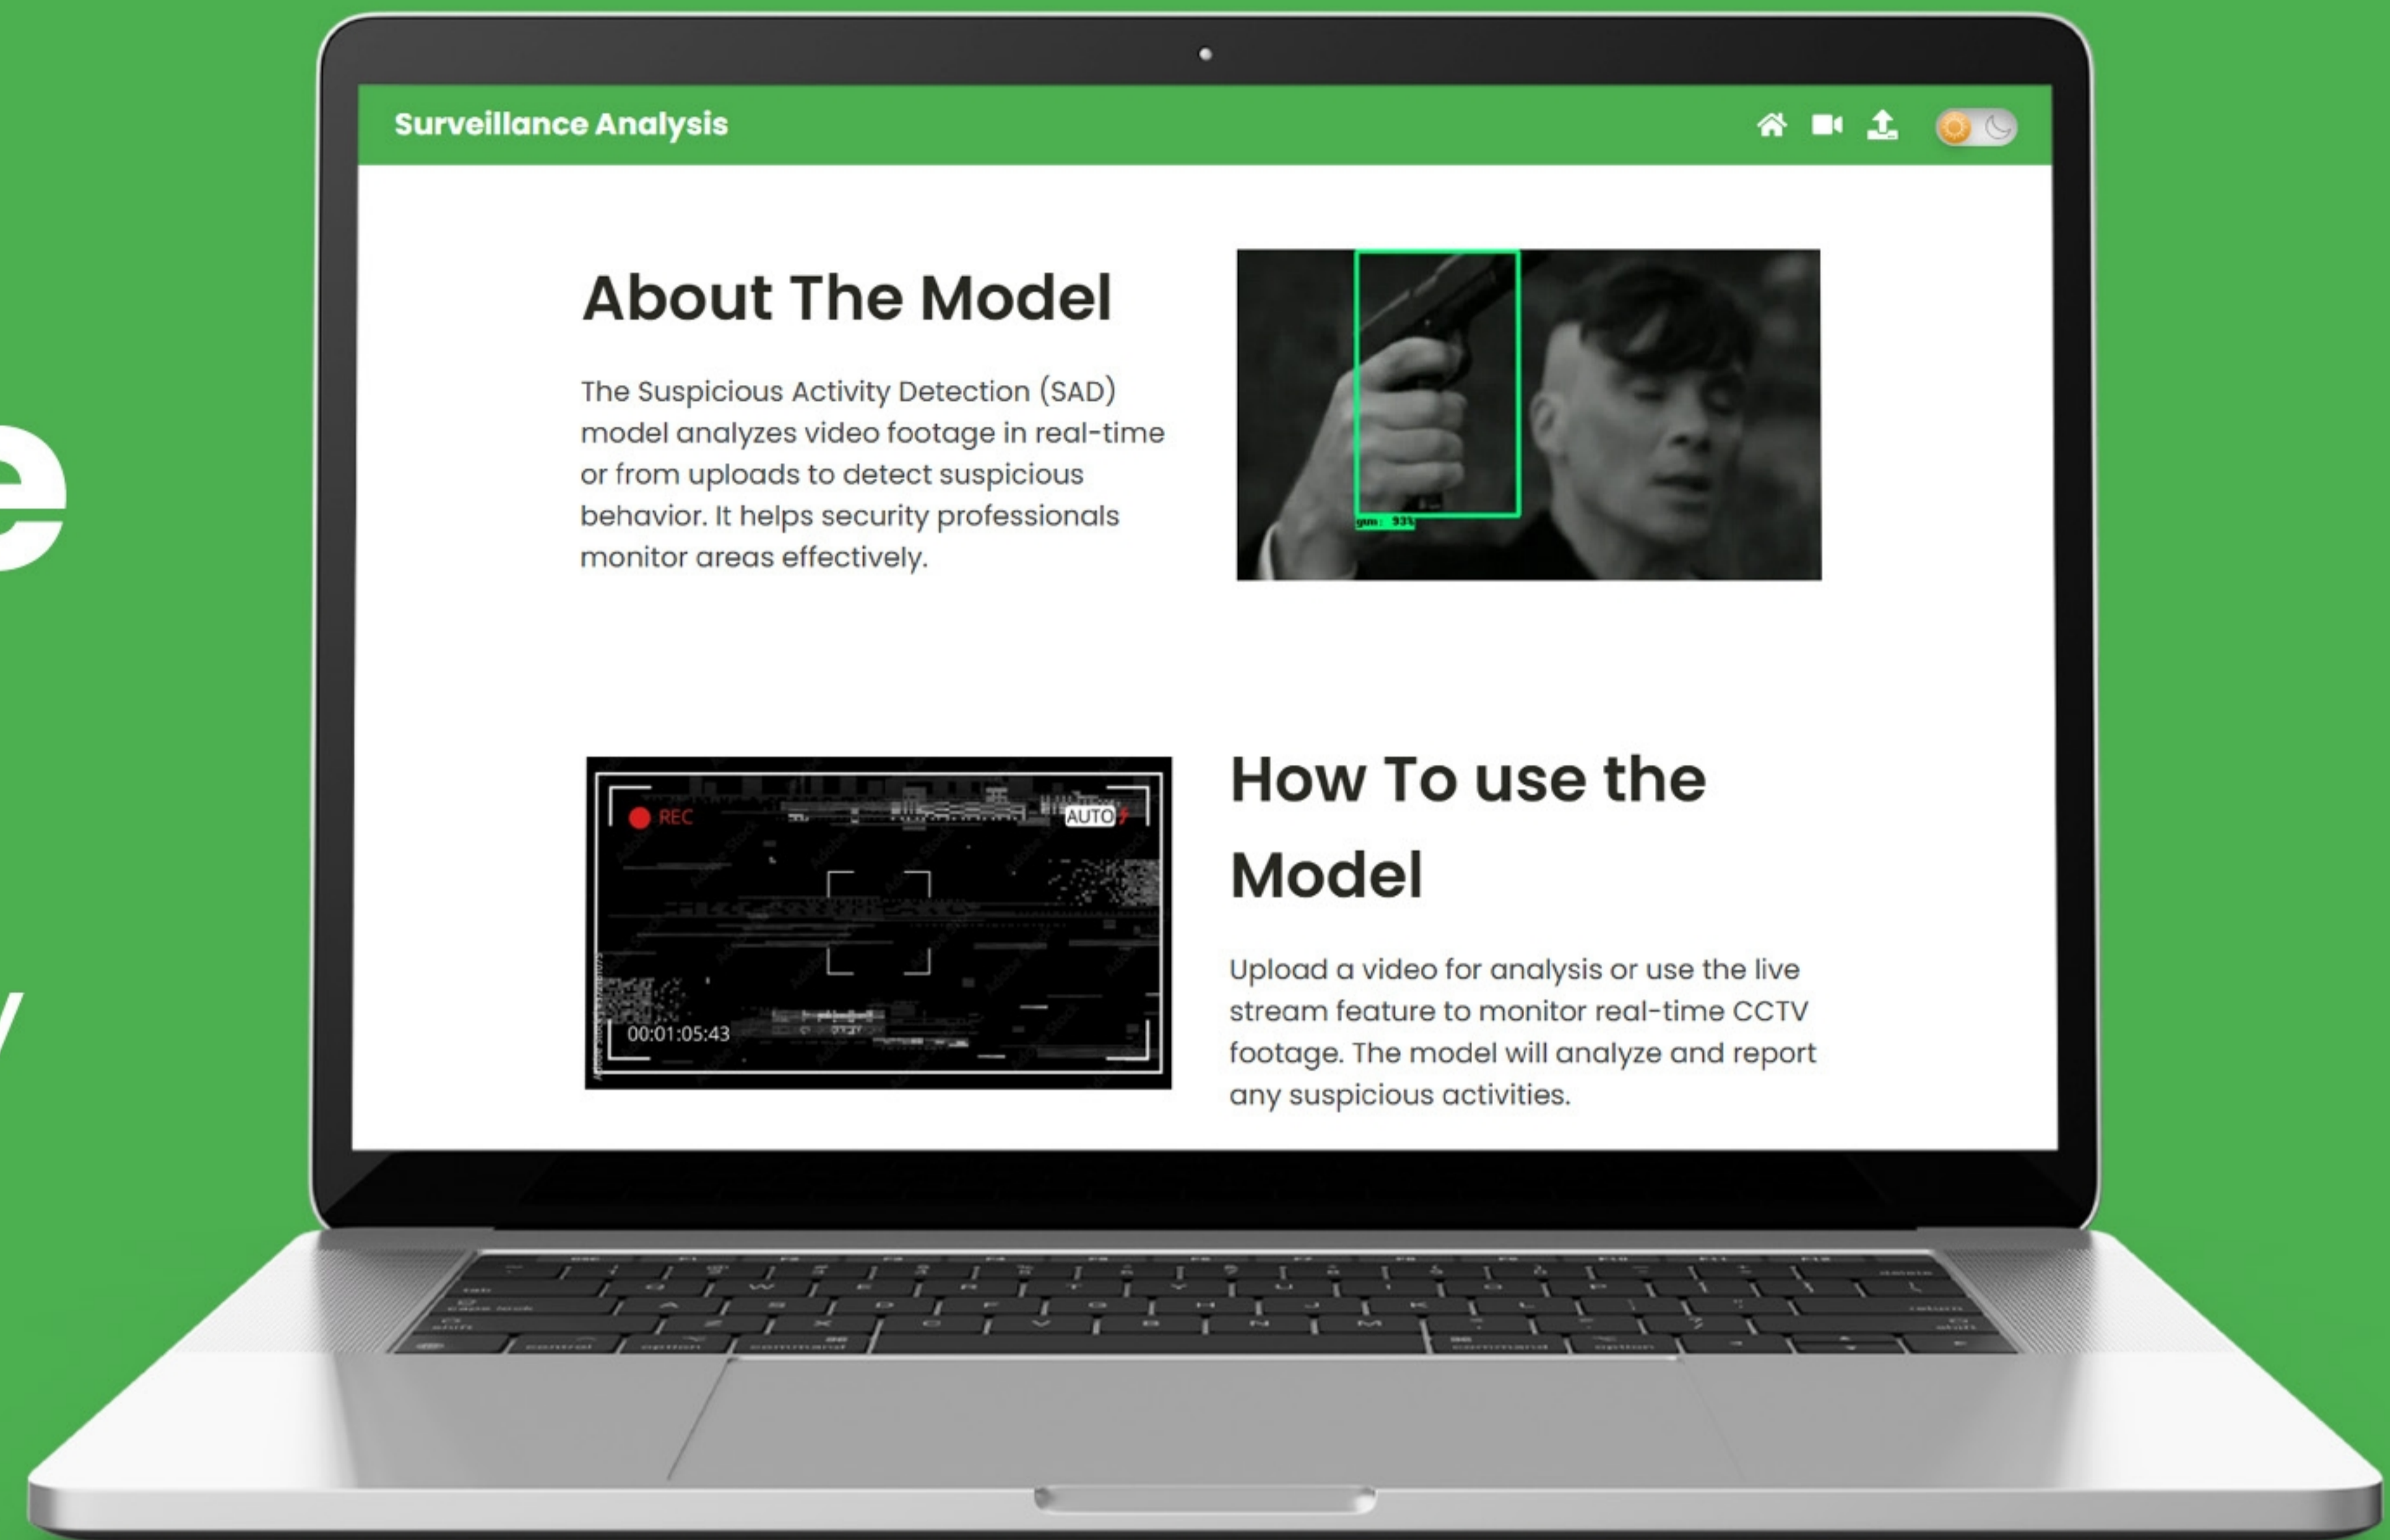 e
y
Surveillance Analysis
About The Model
The Suspicious Activity Detection (SAD)
model analyzes video footage in real-time
or from uploads to detect suspicious
behavior. It helps security professionals
monitor areas effectively.
gun: 93%
REC
AUTO
00:01:05:43
How To use the
Model
Upload a video for analysis or use the live
stream feature to monitor real-time CCTV
footage. The model will analyze and report
any suspicious activities.